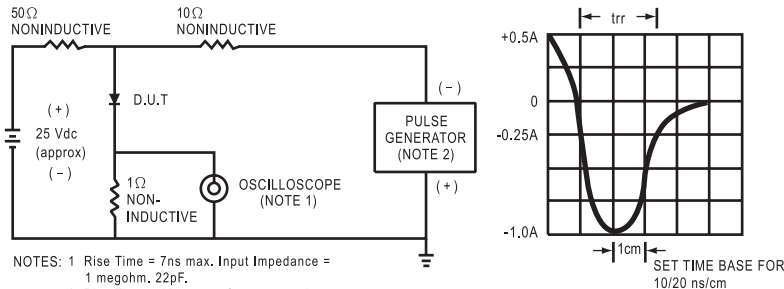 50Ω
NONINDUCTIVE
10Ω
NONINDUCTIVE
D.U.T
(+)
25 Vdc
(approx)
(-)
1Ω
NON-
INDUCTIVE
OSCILLOSCOPE
(NOTE 1)
(-)
PULSE
GENERATOR
(NOTE 2)
(+)
trr
+0.5A
0
-0.25A
-1.0A
1cm
SET TIME BASE FOR
10/20 ns/cm
NOTES: 1 Rise Time = 7ns max. Input Impedance =
1 megohm. 22pF.